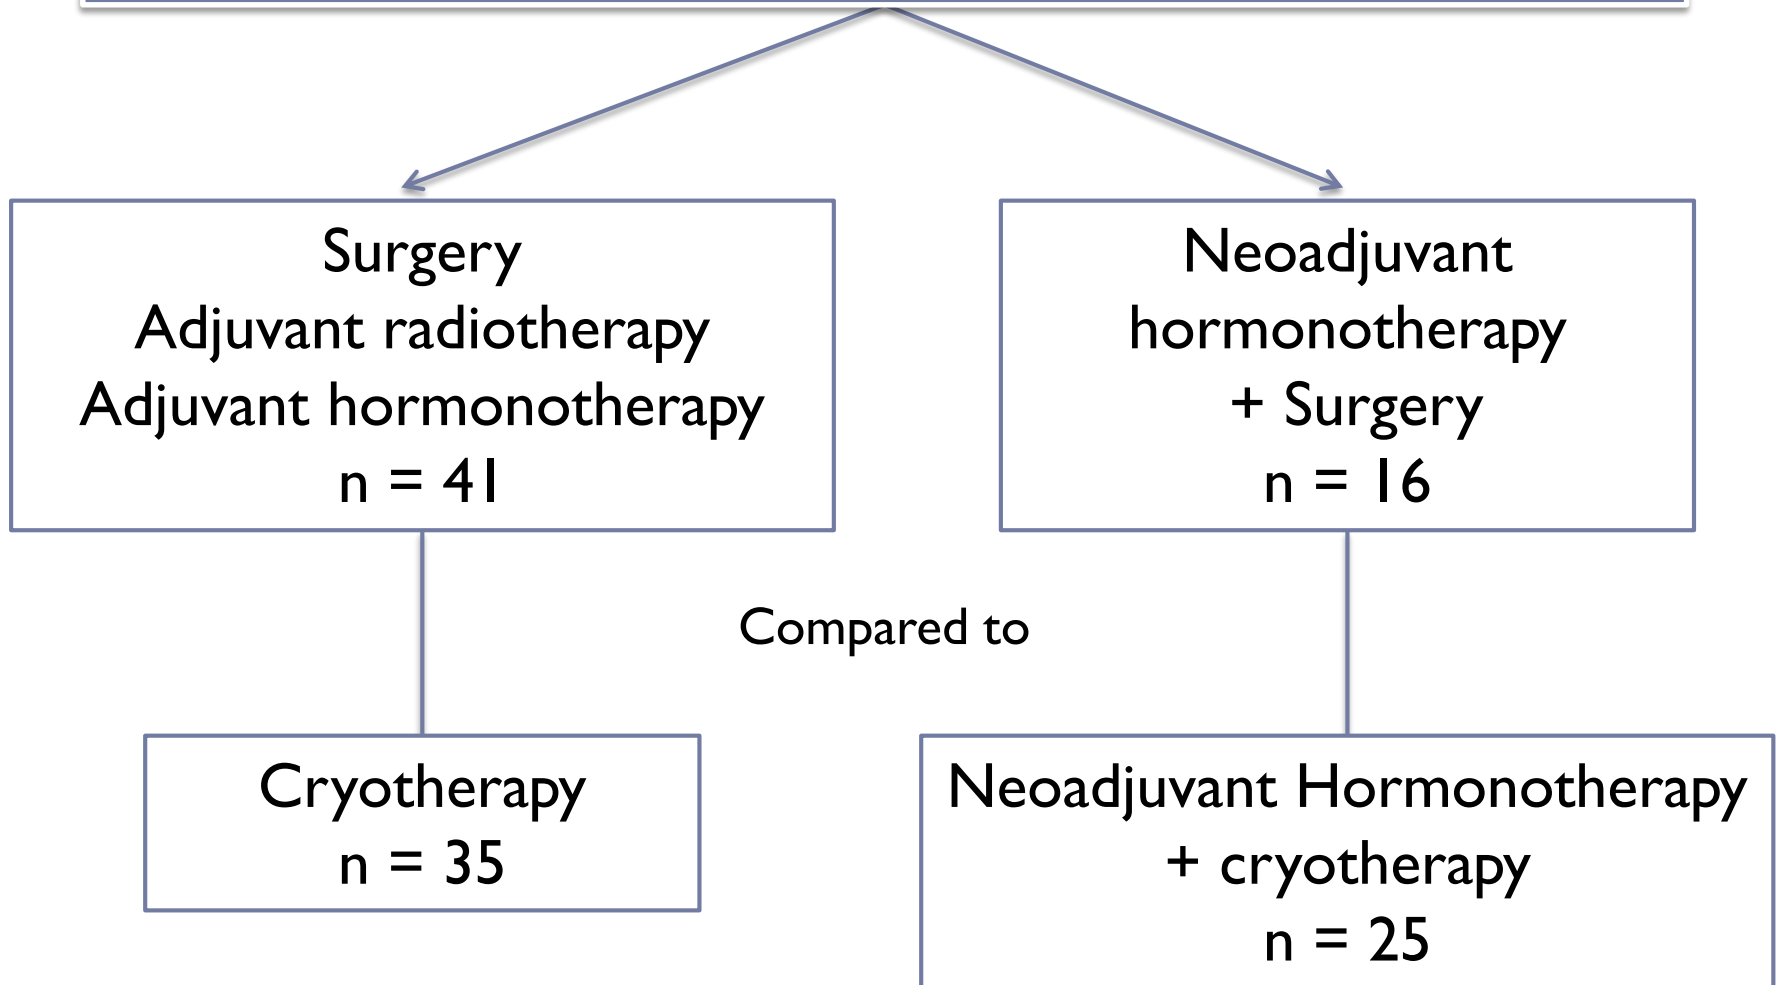 Surgery
Adjuvant radiotherapy
Adjuvant hormonotherapy
n = 41
Neoadjuvant
hormonotherapy
+ Surgery
n = 16
Compared to
Cryotherapy
n = 35
Neoadjuvant Hormonotherapy
+ cryotherapy
n = 25